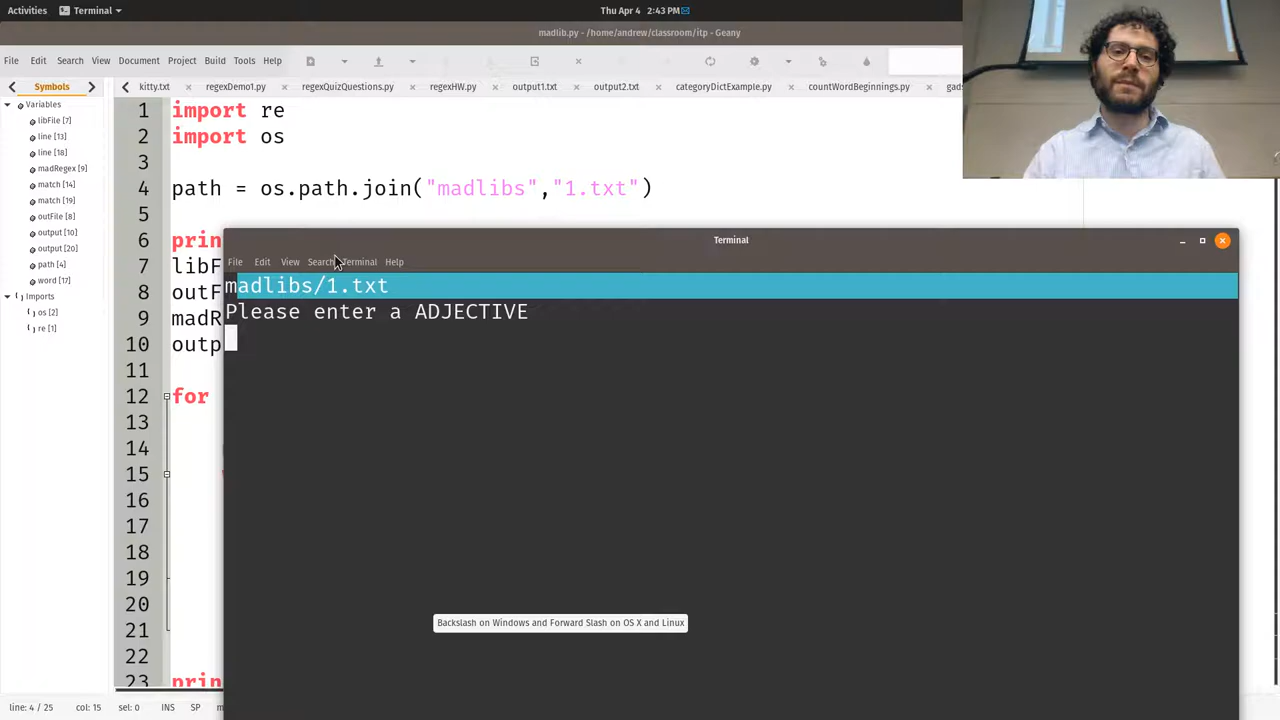 Activities Terminal Thu Apr 4 2:43 PM
madlib.py - /home/andrew/classroom/itp - Geany
File Edit Search View Document Project Build Tools Help
Symbols kitty.txt regexDemo1.py regexQuizQuestions.py regexHW.py output1.txt output2.txt categoryDictExample.py countWordBeginnings.py gad
Variables
libFile [7]
line [13]
line [18]
madRegex [9]
match [14]
match [19]
outFile [8]
output [10]
output [20]
path [4]
word [17]
Imports
os [2]
re [1]
1 import re
2 import os
3
4 path = os.path.join("madlibs","1.txt")
5
6 prin
7 libF
8 outF
9 madR
10 outp
11
12 for
13
14
15
16
17
18
19
20
21
22
23 prin
Terminal
File Edit View Search Terminal Help
madlibs/1.txt
Please enter a ADJECTIVE
Backslash on Windows and Forward Slash on OS X and Linux
line: 4 / 25 col: 15 sel: 0 INS SP m